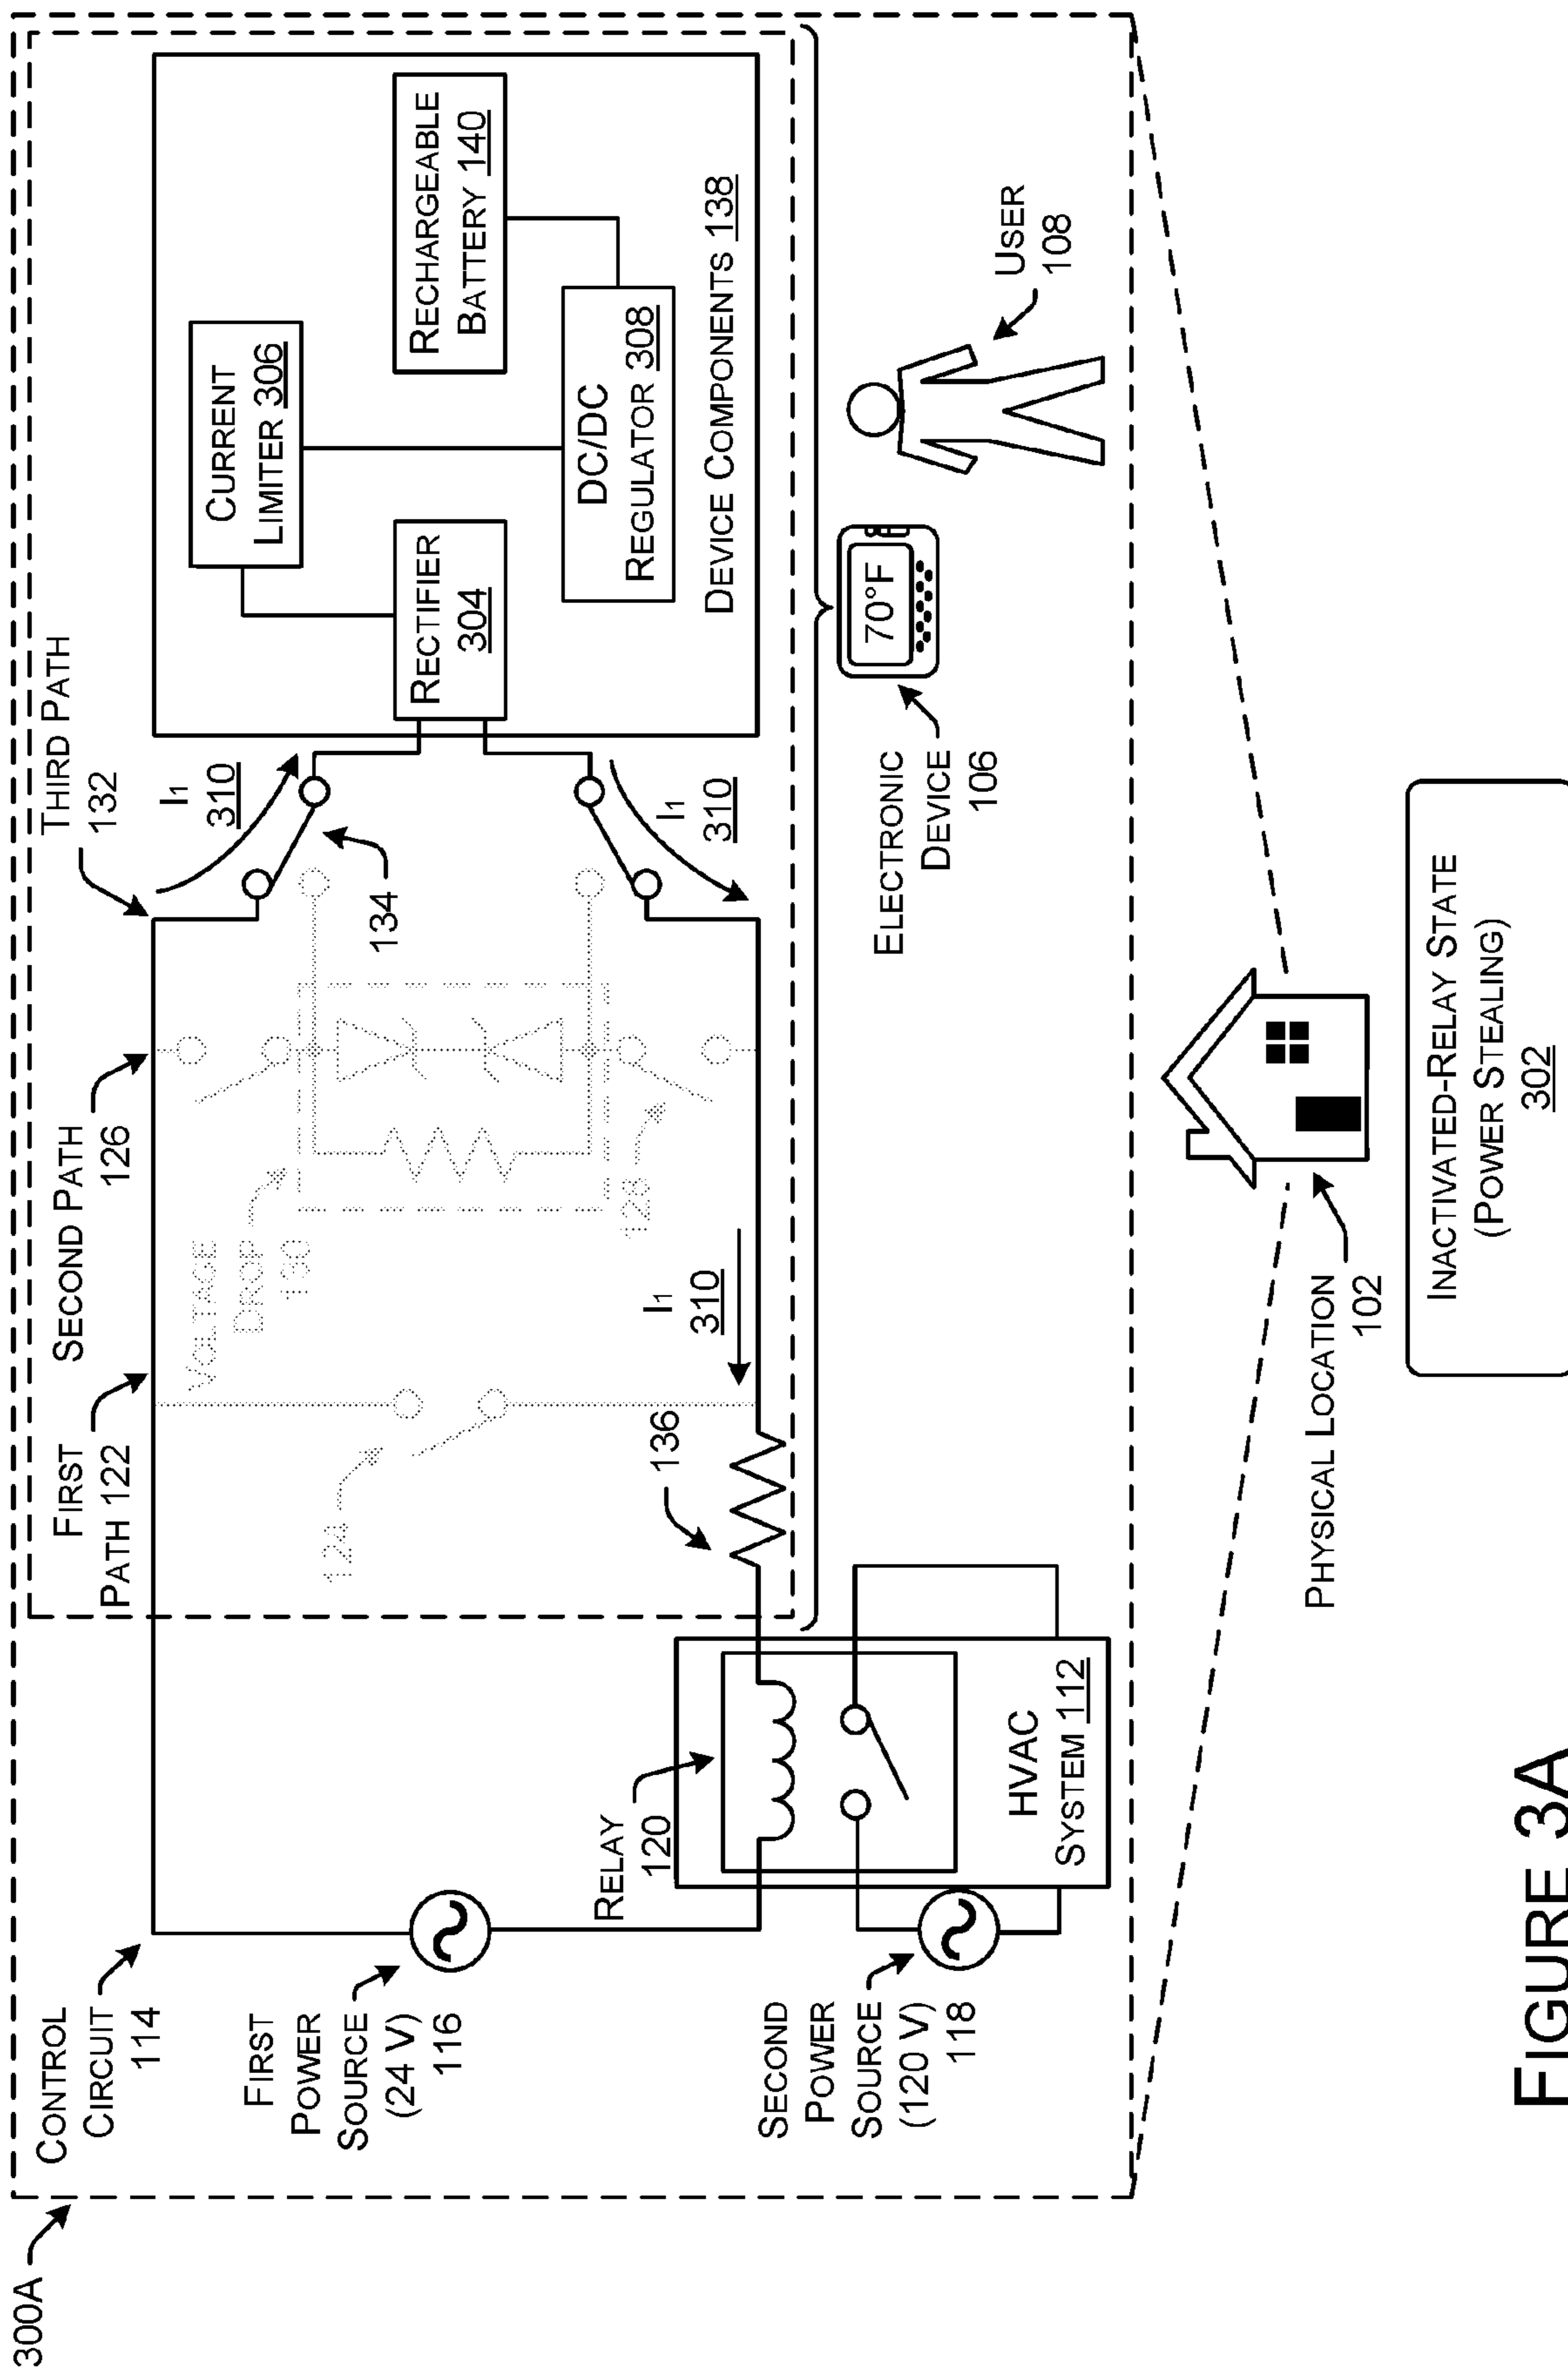 300A
CONTROL
CIRCUIT
114
FIRST
PATH 122
SECOND PATH
126
THIRD PATH
132
I1
310
VOLTAGE
DROP
130
124
128
134
I1
310
I1
310
136
CURRENT
LIMITER 306
RECTIFIER
304
RECHARGEABLE
BATTERY 140
DC/DC
REGULATOR 308
DEVICE COMPONENTS 138
FIRST
POWER
SOURCE
(24 V)
116
RELAY
120
SECOND
POWER
SOURCE
(120 V)
118
HVAC
SYSTEM 112
ELECTRONIC
DEVICE
106
70°F
USER
108
PHYSICAL LOCATION
102
INACTIVATED-RELAY STATE
(POWER STEALING)
302
FIGURE 3A